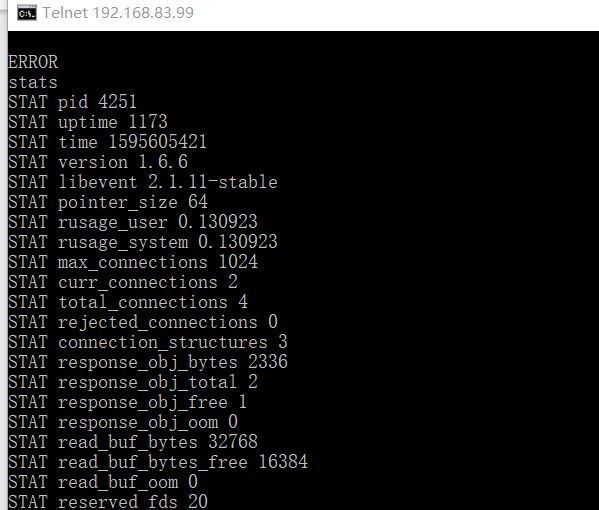 Telnet 192.168.83.99
ERROR
stats
STAT pid 4251
STAT uptime 1173
STAT time 1595605421
STAT version 1.6.6
STAT libevent 2.1.11-stable
STAT pointer_size 64
STAT rusage_user 0.130923
STAT rusage_system 0.130923
STAT max_connections 1024
STAT curr_connections 2
STAT total_connections 4
STAT rejected_connections 0
STAT connection_structures 3
STAT response_obj_bytes 2336
STAT response_obj_total 2
STAT response_obj_free 1
STAT response_obj_oom 0
STAT read_buf_bytes 32768
STAT read_buf_bytes_free 16384
STAT read_buf_oom 0
STAT reserved_fds 20